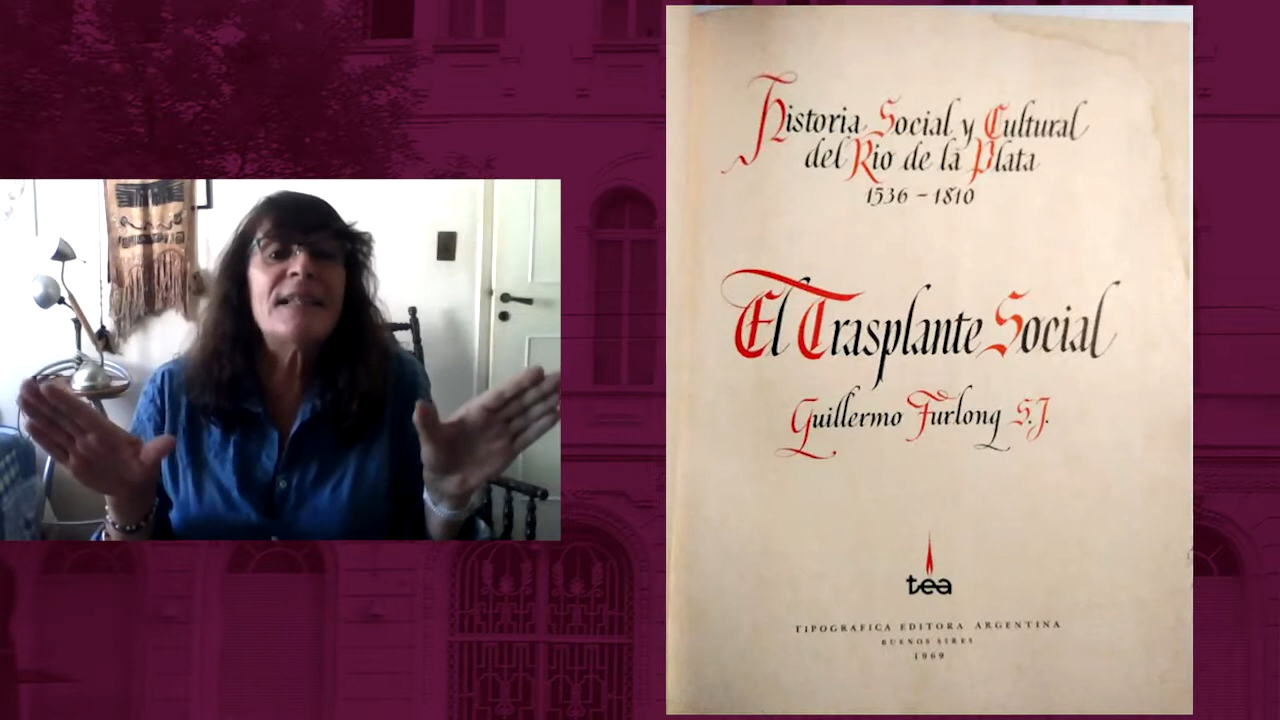 Historia Social y Cultural
del Rio de la Plata
1536 - 1810
El Trasplante Social
Guillermo Furlong S.J.
tea
TIPOGRAFICA EDITORA ARGENTINA
BUENOS AIRES
1969